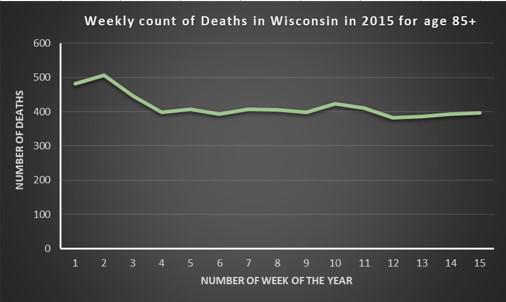 Weekly count of Deaths in Wisconsin in 2015 for age 85+
NUMBER OF DEATHS
600
500
400
300
200
100
0
1 2 3 4 5 6 7 8 9 10 11 12 13 14 15
NUMBER OF WEEK OF THE YEAR